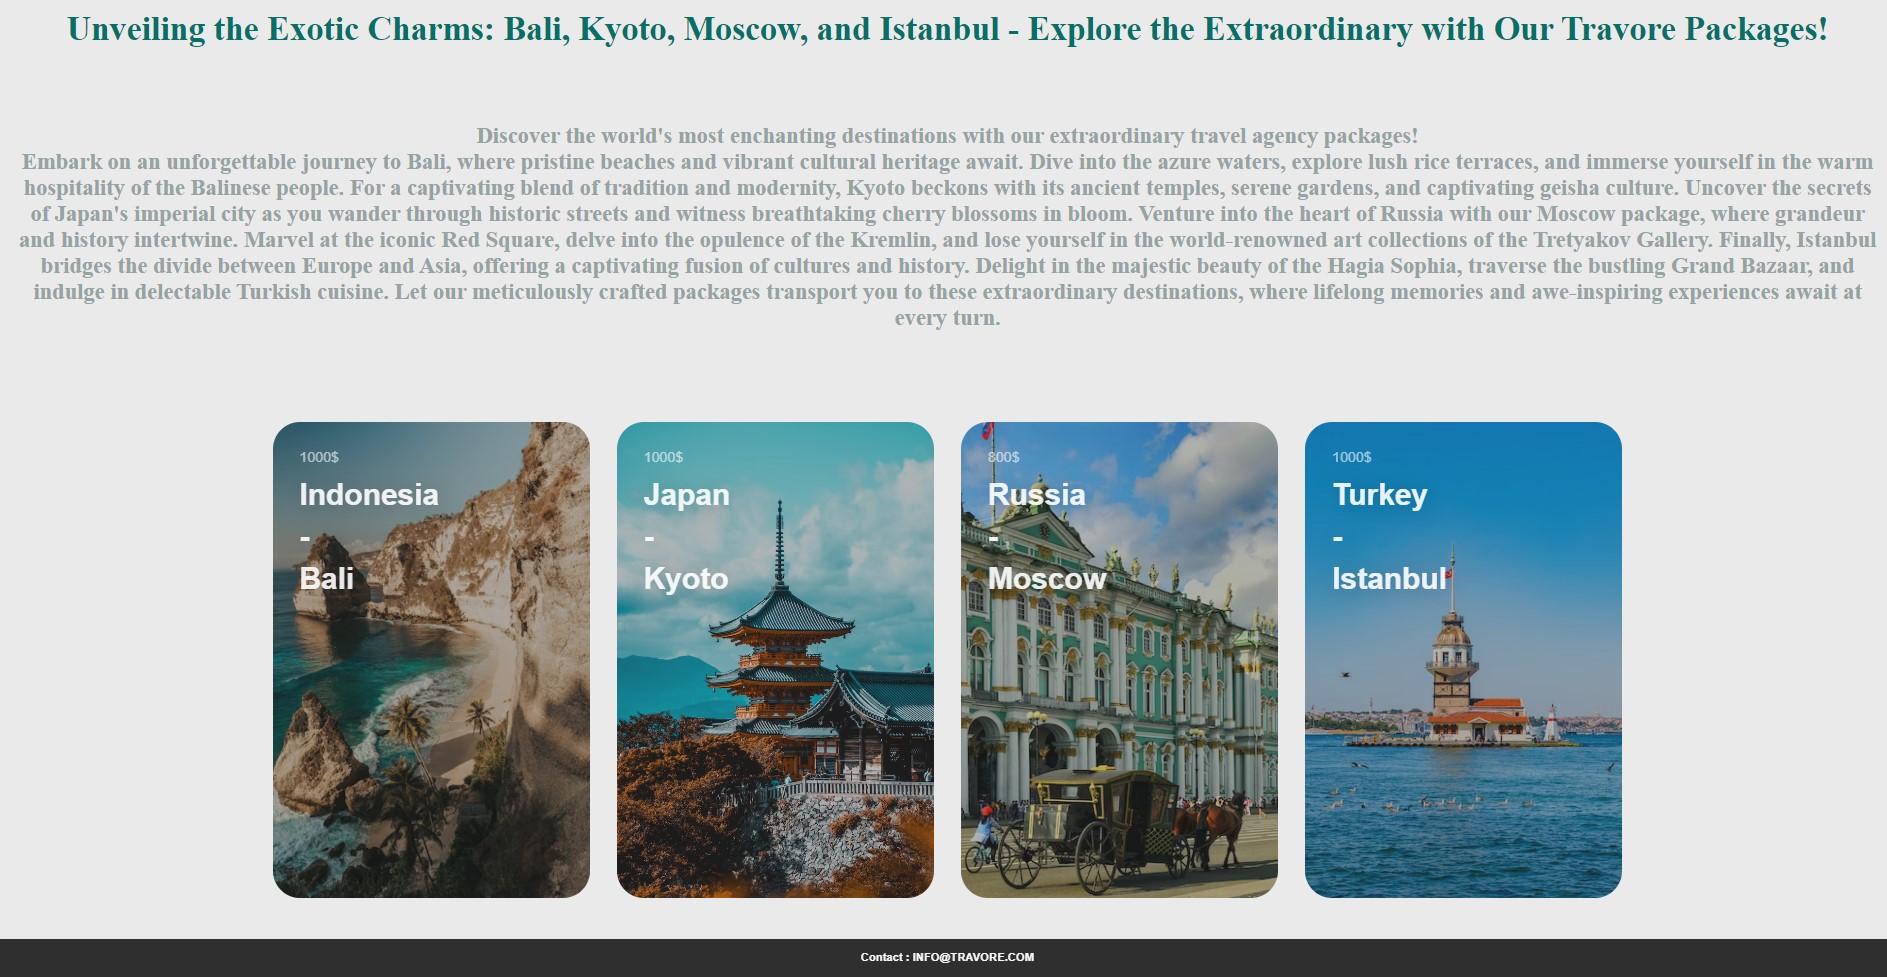 Unveiling the Exotic Charms: Bali, Kyoto, Moscow, and Istanbul - Explore the Extraordinary with Our Travore Packages!
Discover the world's most enchanting destinations with our extraordinary travel agency packages!
Embark on an unforgettable journey to Bali, where pristine beaches and vibrant cultural heritage await. Dive into the azure waters, explore lush rice terraces, and immerse yourself in the warm
hospitality of the Balinese people. For a captivating blend of tradition and modernity, Kyoto beckons with its ancient temples, serene gardens, and captivating geisha culture. Uncover the secrets
of Japan's imperial city as you wander through historic streets and witness breathtaking cherry blossoms in bloom. Venture into the heart of Russia with our Moscow package, where grandeur
and history intertwine. Marvel at the iconic Red Square, delve into the opulence of the Kremlin, and lose yourself in the world-renowned art collections of the Tretyakov Gallery. Finally, Istanbul
bridges the divide between Europe and Asia, offering a captivating fusion of cultures and history. Delight in the majestic beauty of the Hagia Sophia, traverse the bustling Grand Bazaar, and
indulge in delectable Turkish cuisine. Let our meticulously crafted packages transport you to these extraordinary destinations, where lifelong memories and awe-inspiring experiences await at
every turn.
1000$
Indonesia
-
Bali
1000$
Japan
-
Kyoto
800$
Russia
-
Moscow
1000$
Turkey
-
Istanbul
Contact : INFO@TRAVORE.COM